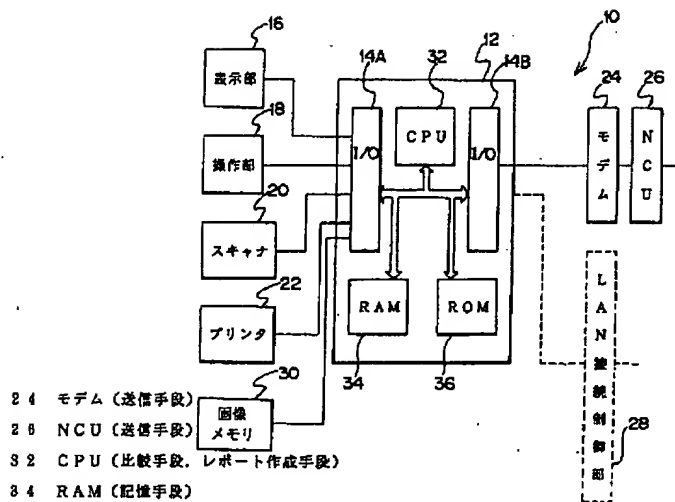 16
表示部
18
操作部
20
スキャナ
22
プリンタ
30
画像
メモリ
14A
I/O
32
CPU
12
14B
I/O
RAM
34
ROM
36
10
24
モデム
26
NCU
LAN接続制御部
28
24 モデム(送信手段)
26 NCU(送信手段)
32 CPU(比較手段,レポート作成手段)
34 RAM(記憶手段)